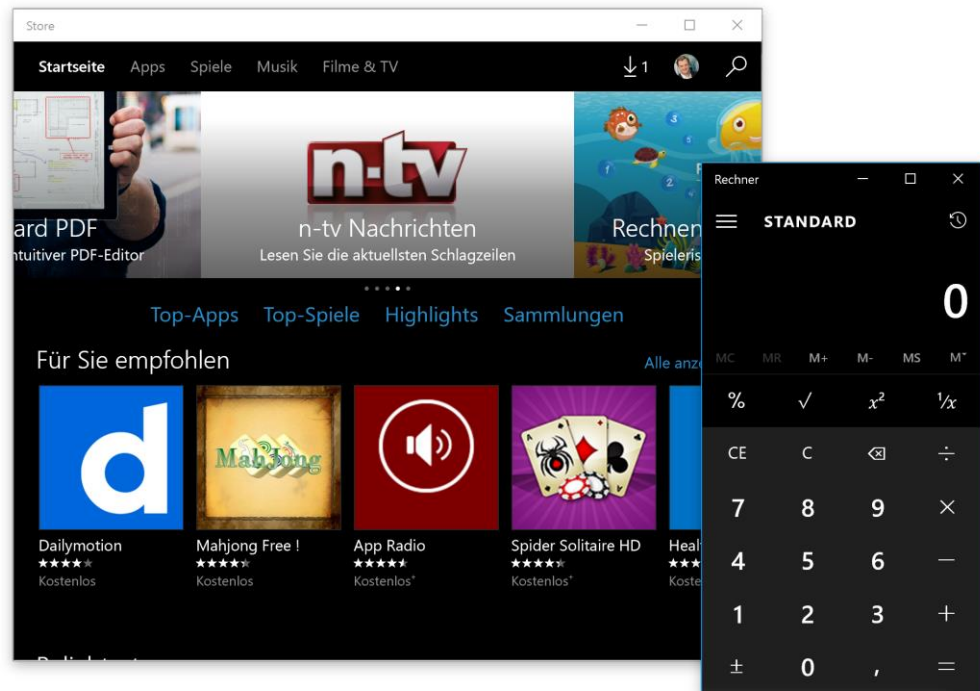 Store
Startseite Apps Spiele Musik Filme & TV 1
n-tv
ard PDF
ntuitiver PDF-Editor
n-tv Nachrichten
Lesen Sie die aktuellsten Schlagzeilen
Rechnen
Spieleris
Top-Apps Top-Spiele Highlights Sammlungen
Für Sie empfohlen
Alle anze
d
MahJong
Dailymotion
Kostenlos
Mahjong Free !
Kostenlos
App Radio
Kostenlos*
Spider Solitaire HD
Kostenlos*
Heal
Koste
Rechner
STANDARD
0
MC MR M+ M- MS M˅
% √ x² ¹/x
CE C ⌫ ÷
7 8 9 ×
4 5 6 −
1 2 3 +
± 0 , =